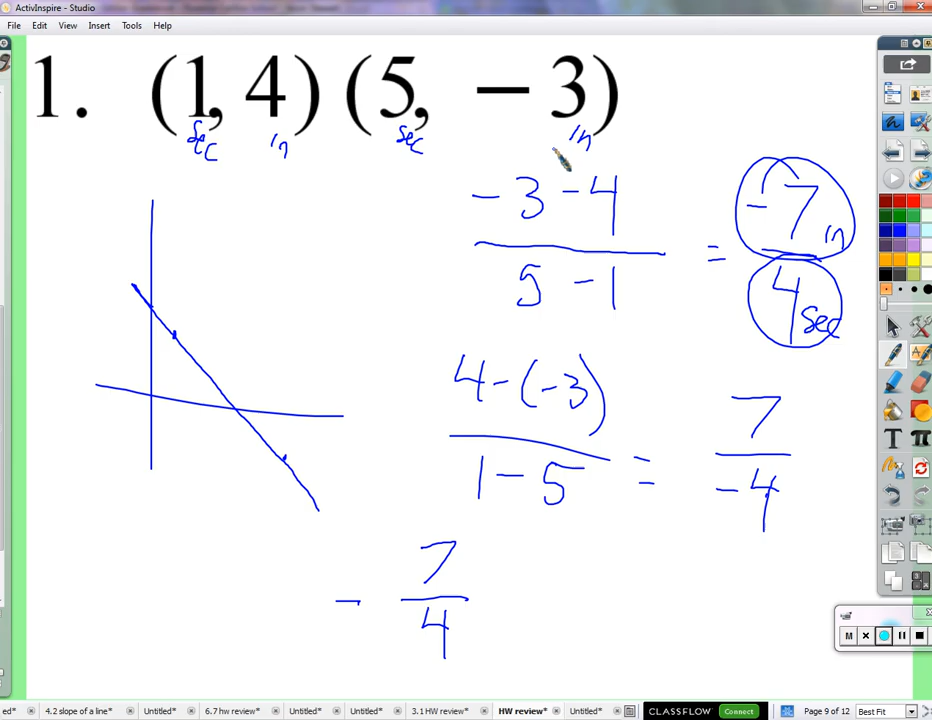 ActivInspire - Studio
File Edit View Insert Tools Help
1. (1, 4) (5, −3)
sec in sec in
-3 - 4
5 - 1
=
-7 in
4 sec
4 - (-3)
1 - 5
=
7
-4
- 7
4
M
ed* 4.2 slope of a line* Untitled* 6.7 hw review* Untitled* Untitled* 3.1 HW review* HW review* Untitled* CLASSFLOW Connect Page 9 of 12 Best Fit